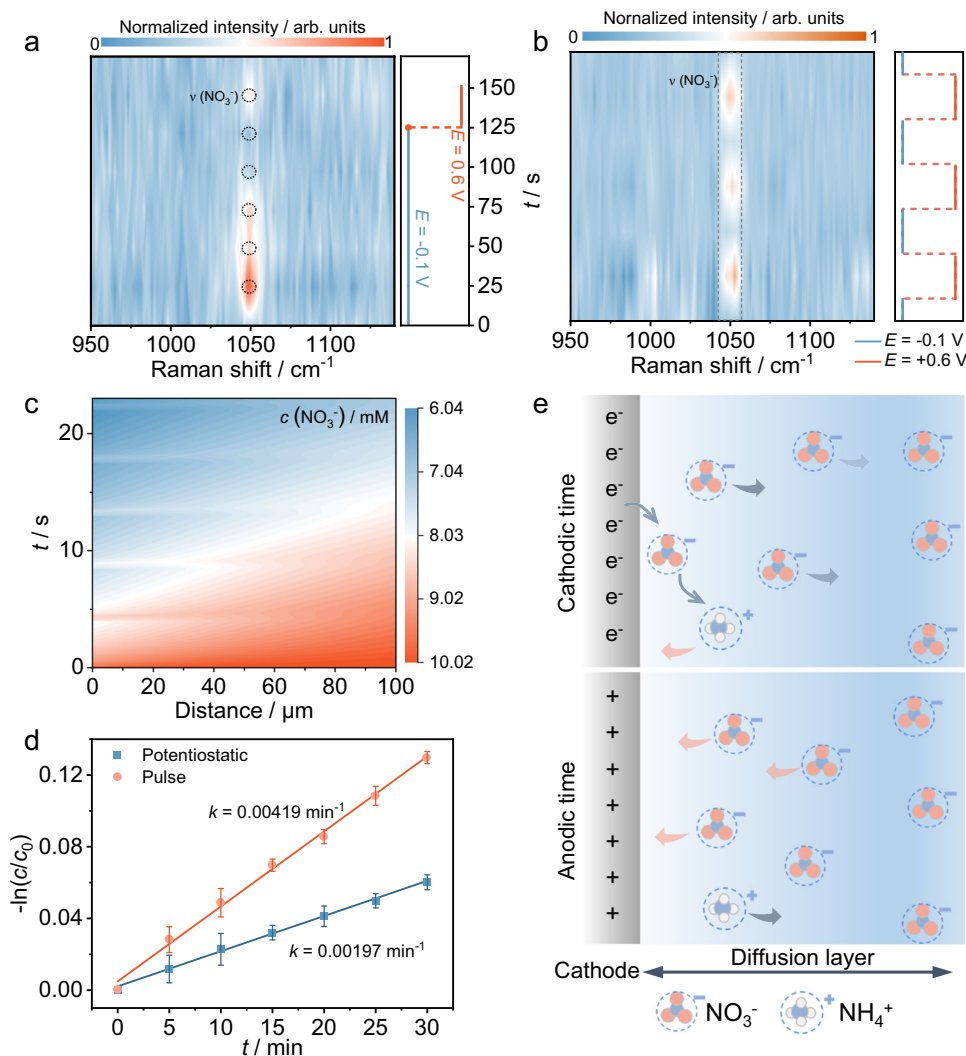 a
Normalized intensity / arb. units
0
1
ν (NO₃⁻)
E = -0.1 V
E = 0.6 V
150
125
100
75
50
25
0
t / s
950
1000
1050
1100
Raman shift / cm⁻¹
b
Normalized intensity / arb. units
0
1
ν (NO₃⁻)
950
1000
1050
1100
Raman shift / cm⁻¹
E = -0.1 V
E = +0.6 V
c
c (NO₃⁻) / mM
6.04
7.04
8.03
9.02
10.02
20
10
0
t / s
0
20
40
60
80
100
Distance / μm
d
Potentiostatic
Pulse
k = 0.00419 min⁻¹
k = 0.00197 min⁻¹
0.12
0.08
0.04
0.00
-ln(c/c₀)
0
5
10
15
20
25
30
t / min
e
Cathodic time
e⁻
e⁻
e⁻
e⁻
e⁻
e⁻
e⁻
−
−
−
−
−
−
+
−
Anodic time
+
+
+
+
+
+
+
−
−
−
−
−
−
+
−
Cathode
Diffusion layer
− NO₃⁻
+ NH₄⁺